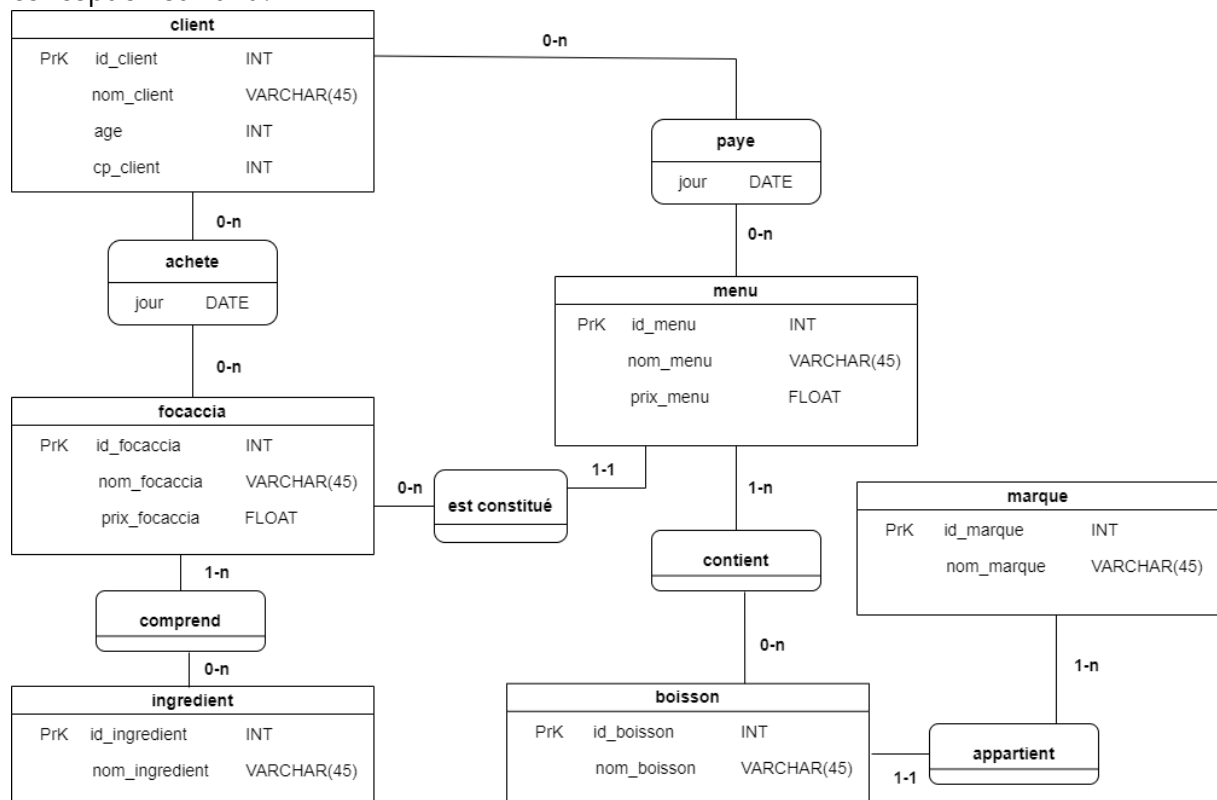 client
PrK id_client INT
nom_client VARCHAR(45)
age INT
cp_client INT
0-n
paye
jour DATE
0-n
0-n
achete
jour DATE
0-n
menu
PrK id_menu INT
nom_menu VARCHAR(45)
prix_menu FLOAT
focaccia
PrK id_focaccia INT
nom_focaccia VARCHAR(45)
prix_focaccia FLOAT
0-n
est constitué
1-1
1-n
contient
0-n
marque
PrK id_marque INT
nom_marque VARCHAR(45)
1-n
1-n
comprend
0-n
ingredient
PrK id_ingredient INT
nom_ingredient VARCHAR(45)
boisson
PrK id_boisson INT
nom_boisson VARCHAR(45)
appartient
1-1